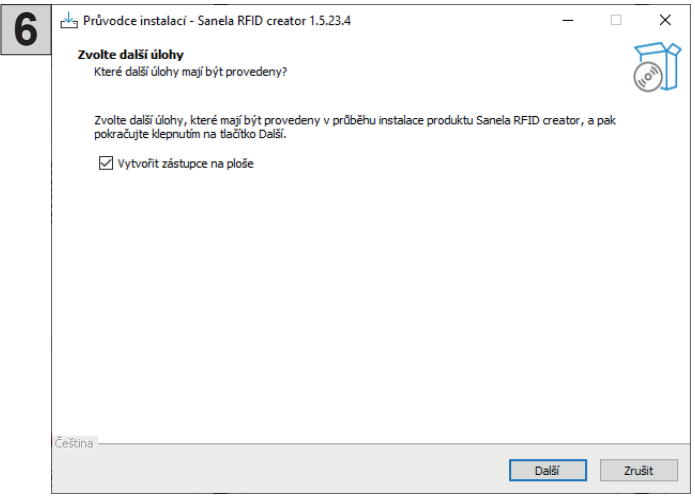 6
Průvodce instalací - Sanela RFID creator 1.5.23.4
Zvolte další úlohy
Které další úlohy mají být provedeny?
Zvolte další úlohy, které mají být provedeny v průběhu instalace produktu Sanela RFID creator, a pak
pokračujte klepnutím na tlačítko Další.
Vytvořit zástupce na ploše
Čeština
Další
Zrušit